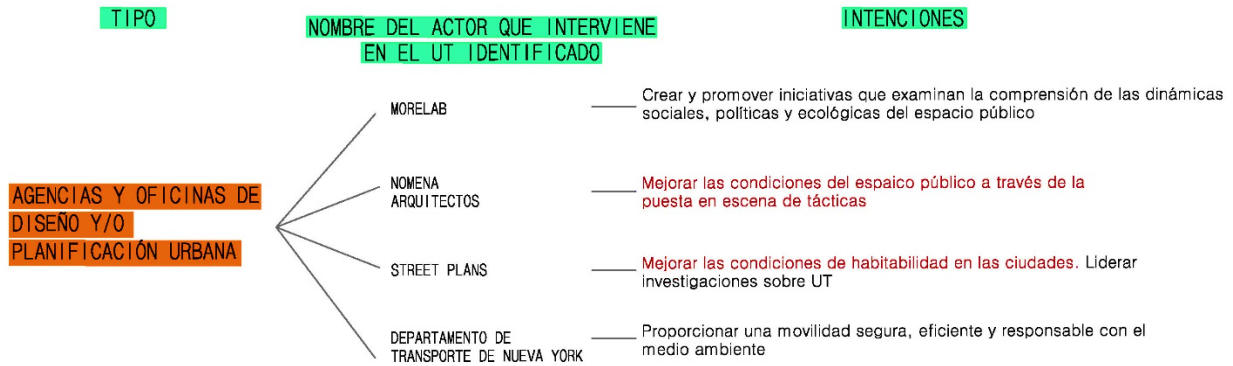 TIPO
NOMBRE DEL ACTOR QUE INTERVIENE
EN EL UT IDENTIFICADO
INTENCIONES
AGENCIAS Y OFICINAS DE
DISEÑO Y/O
PLANIFICACIÓN URBANA
MORELAB
Crear y promover iniciativas que examinan la comprensión de las dinámicas
sociales, políticas y ecológicas del espacio público
NOMENA
ARQUITECTOS
Mejorar las condiciones del espaico público a través de la
puesta en escena de tácticas
STREET PLANS
Mejorar las condiciones de habitabilidad en las ciudades. Liderar
investigaciones sobre UT
DEPARTAMENTO DE
TRANSPORTE DE NUEVA YORK
Proporcionar una movilidad segura, eficiente y responsable con el
medio ambiente